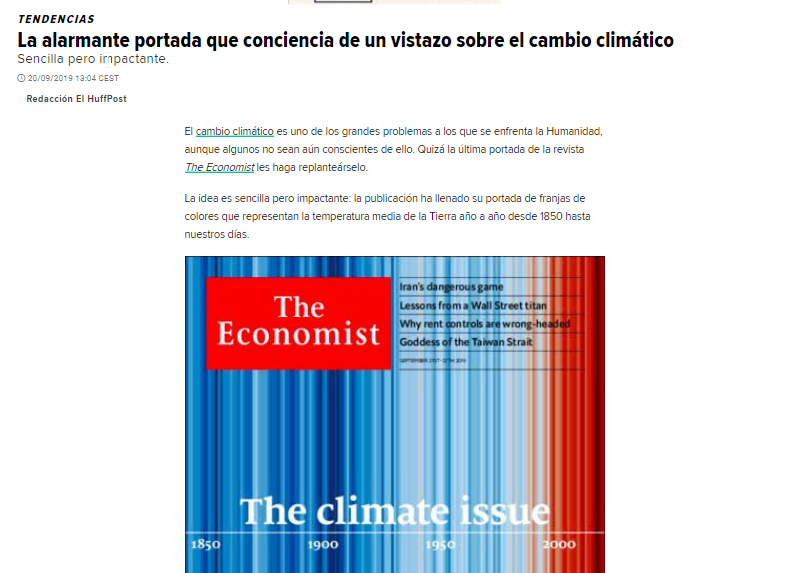 TENDENCIAS
La alarmante portada que conciencia de un vistazo sobre el cambio climático
Sencilla pero impactante.
20/09/2019 13:04 CEST
Redacción El HuffPost
El cambio climático es uno de los grandes problemas a los que se enfrenta la Humanidad,
aunque algunos no sean aún conscientes de ello. Quizá la última portada de la revista
The Economist les haga replanteárselo.
La idea es sencilla pero impactante: la publicación ha llenado su portada de franjas de
colores que representan la temperatura media de la Tierra año a año desde 1850 hasta
nuestros días.
The
Economist
Iran's dangerous game
Lessons from a Wall Street titan
Why rent controls are wrong-headed
Goddess of the Taiwan Strait
SEPTEMBER 21ST-27TH 2019
The climate issue
1850 1900 1950 2000